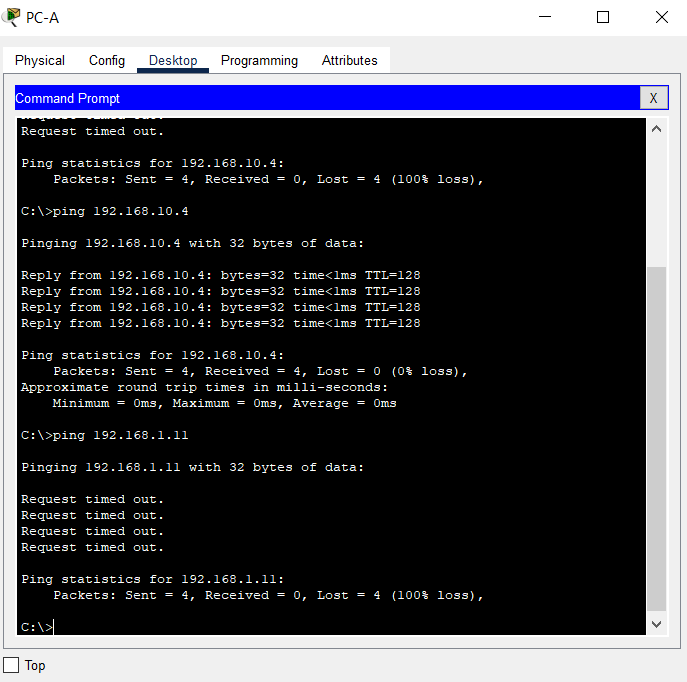 PC-A
Physical Config Desktop Programming Attributes
Command Prompt X
Request timed out.
Request timed out.
Ping statistics for 192.168.10.4:
    Packets: Sent = 4, Received = 0, Lost = 4 (100% loss),
C:\>ping 192.168.10.4
Pinging 192.168.10.4 with 32 bytes of data:
Reply from 192.168.10.4: bytes=32 time<1ms TTL=128
Reply from 192.168.10.4: bytes=32 time<1ms TTL=128
Reply from 192.168.10.4: bytes=32 time<1ms TTL=128
Reply from 192.168.10.4: bytes=32 time<1ms TTL=128
Ping statistics for 192.168.10.4:
    Packets: Sent = 4, Received = 4, Lost = 0 (0% loss),
Approximate round trip times in milli-seconds:
    Minimum = 0ms, Maximum = 0ms, Average = 0ms
C:\>ping 192.168.1.11
Pinging 192.168.1.11 with 32 bytes of data:
Request timed out.
Request timed out.
Request timed out.
Request timed out.
Ping statistics for 192.168.1.11:
    Packets: Sent = 4, Received = 0, Lost = 4 (100% loss),
C:\>
Top